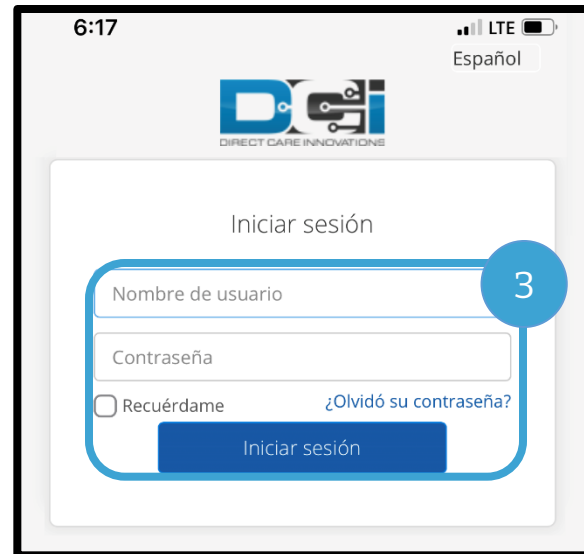 6:17 LTE
Español
DCi
DIRECT CARE INNOVATIONS
Iniciar sesión
3
Nombre de usuario
Contraseña
Recuérdame ¿Olvidó su contraseña?
Iniciar sesión